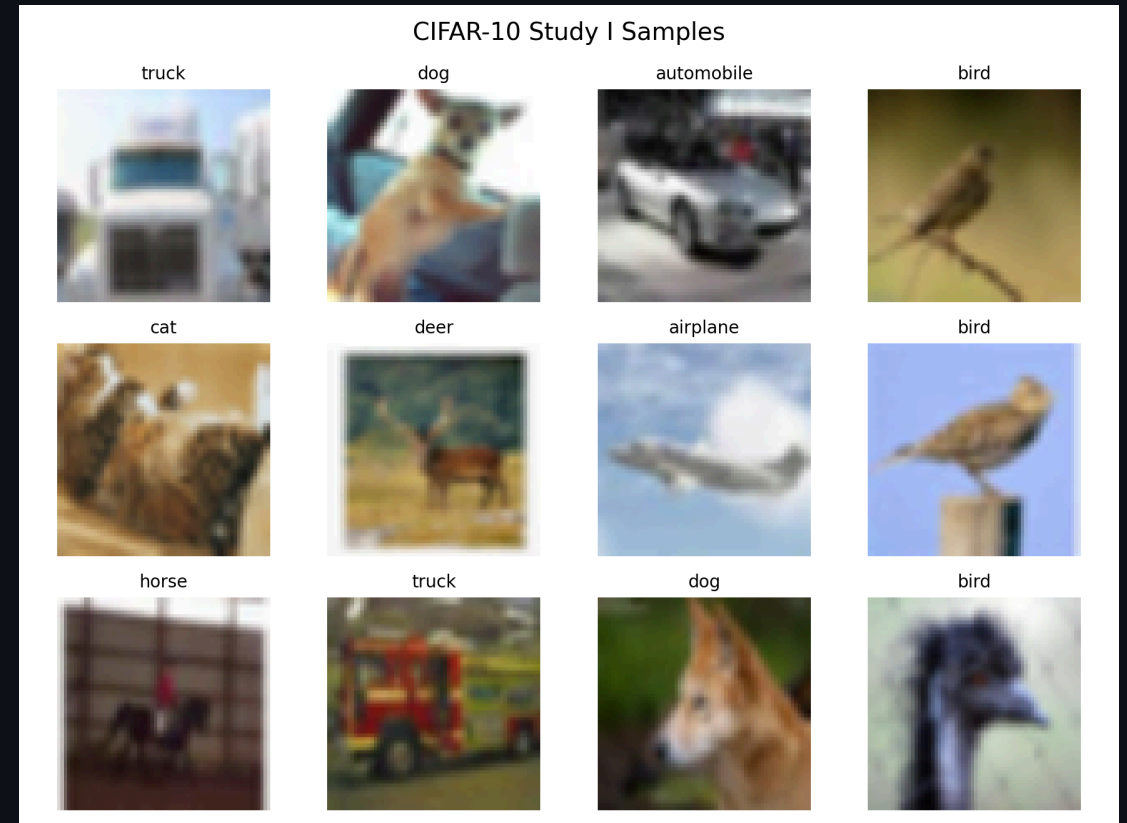 CIFAR-10 Study I Samples
truck dog automobile bird
cat deer airplane bird
horse truck dog bird